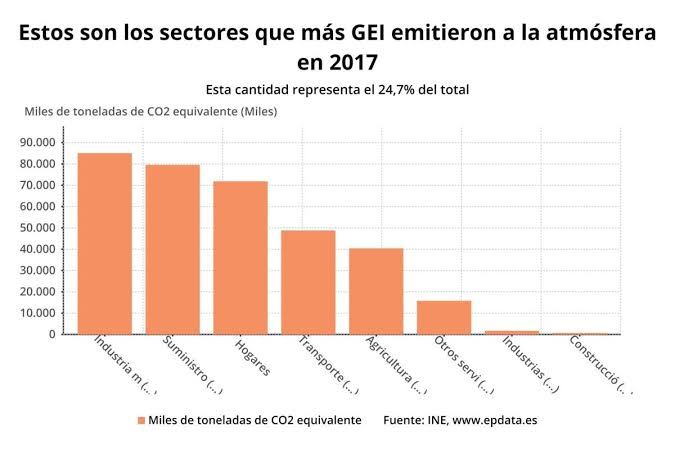 Estos son los sectores que más GEI emitieron a la atmósfera
en 2017
Esta cantidad representa el 24,7% del total
Miles de toneladas de CO2 equivalente (Miles)
90.000
80.000
70.000
60.000
50.000
40.000
30.000
20.000
10.000
0
Industria m (...)
Suministro (...)
Hogares
Transporte (...)
Agricultura (...)
Otros servi (...)
Industrias (...)
Construcció (...
Miles de toneladas de CO2 equivalente Fuente: INE, www.epdata.es